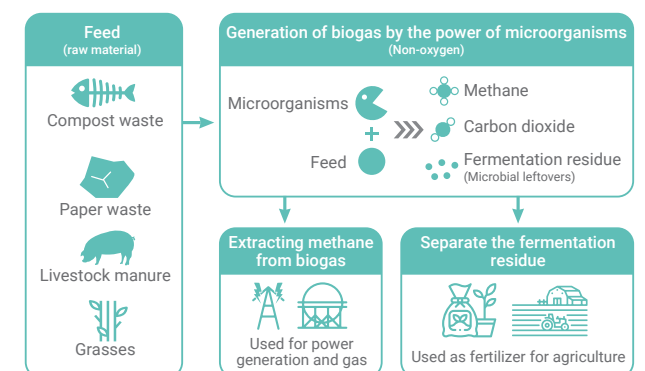 Feed
(raw material)
Compost waste
Paper waste
Livestock manure
Grasses
Generation of biogas by the power of microorganisms
(Non-oxygen)
Microorganisms
+
Feed
Methane
Carbon dioxide
Fermentation residue
(Microbial leftovers)
Extracting methane
from biogas
Used for power
generation and gas
Separate the fermentation
residue
Used as fertilizer for agriculture